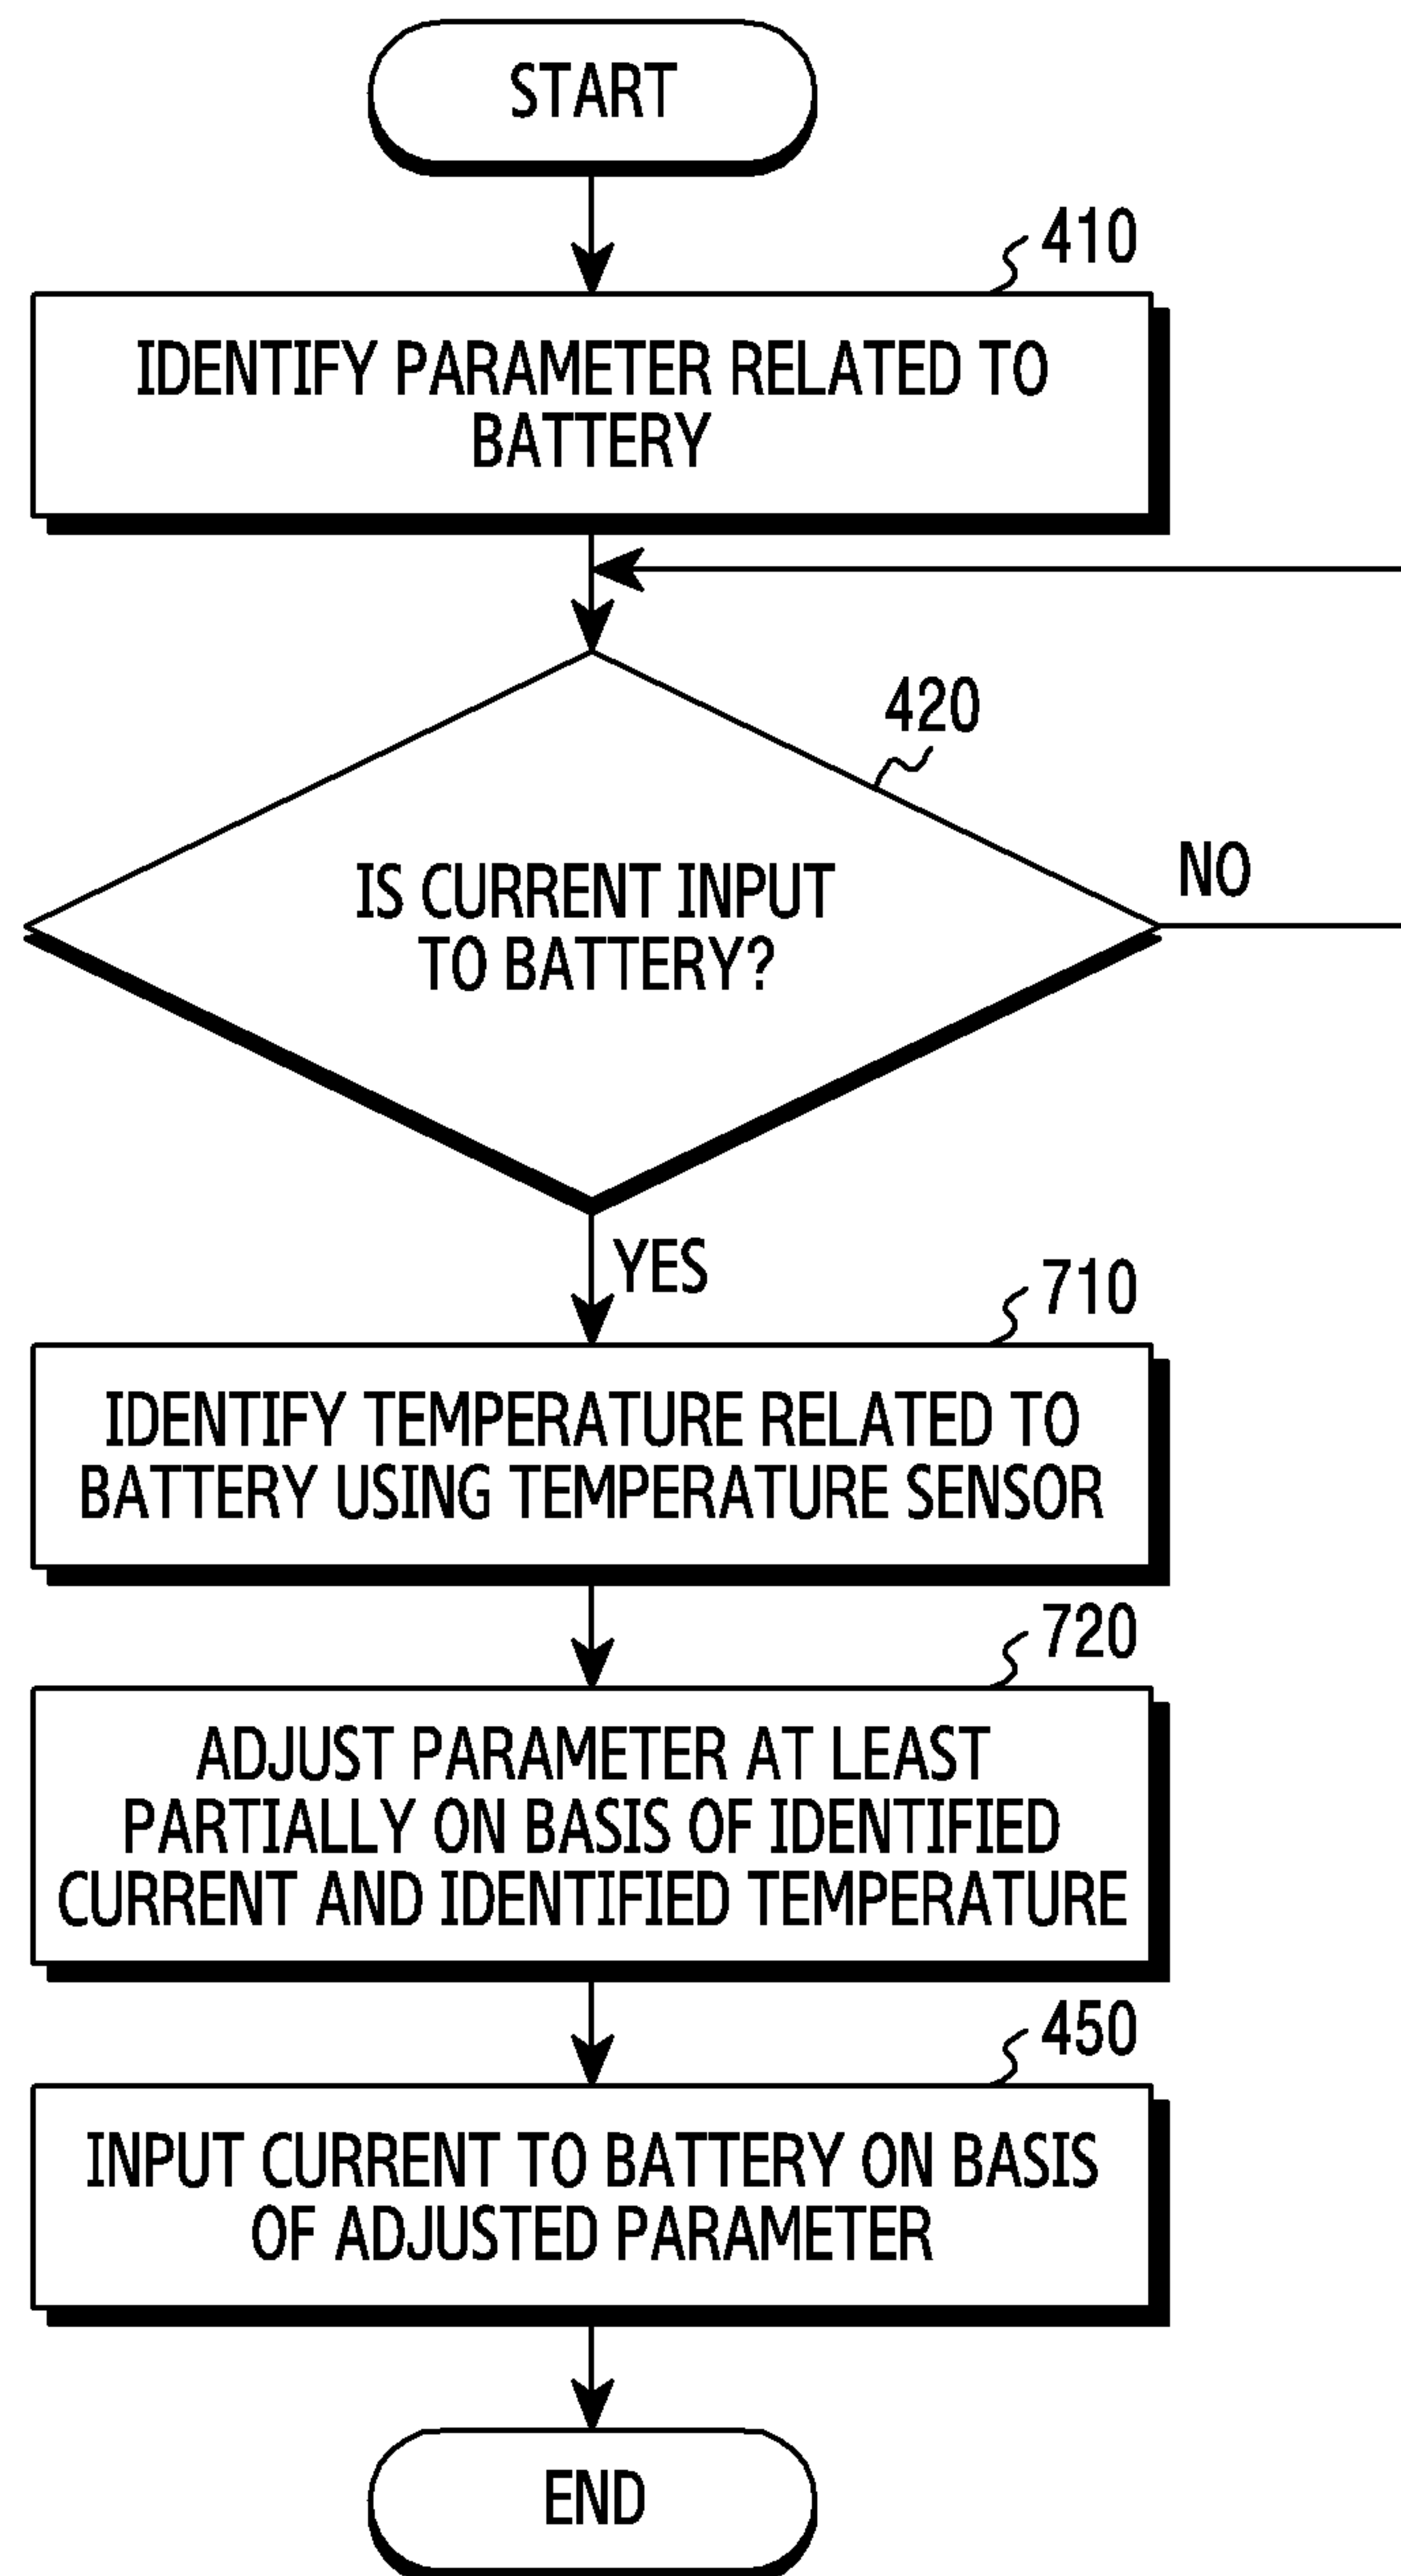 START
410
IDENTIFY PARAMETER RELATED TO
BATTERY
420
IS CURRENT INPUT
TO BATTERY?
NO
YES
710
IDENTIFY TEMPERATURE RELATED TO
BATTERY USING TEMPERATURE SENSOR
720
ADJUST PARAMETER AT LEAST
PARTIALLY ON BASIS OF IDENTIFIED
CURRENT AND IDENTIFIED TEMPERATURE
450
INPUT CURRENT TO BATTERY ON BASIS
OF ADJUSTED PARAMETER
END